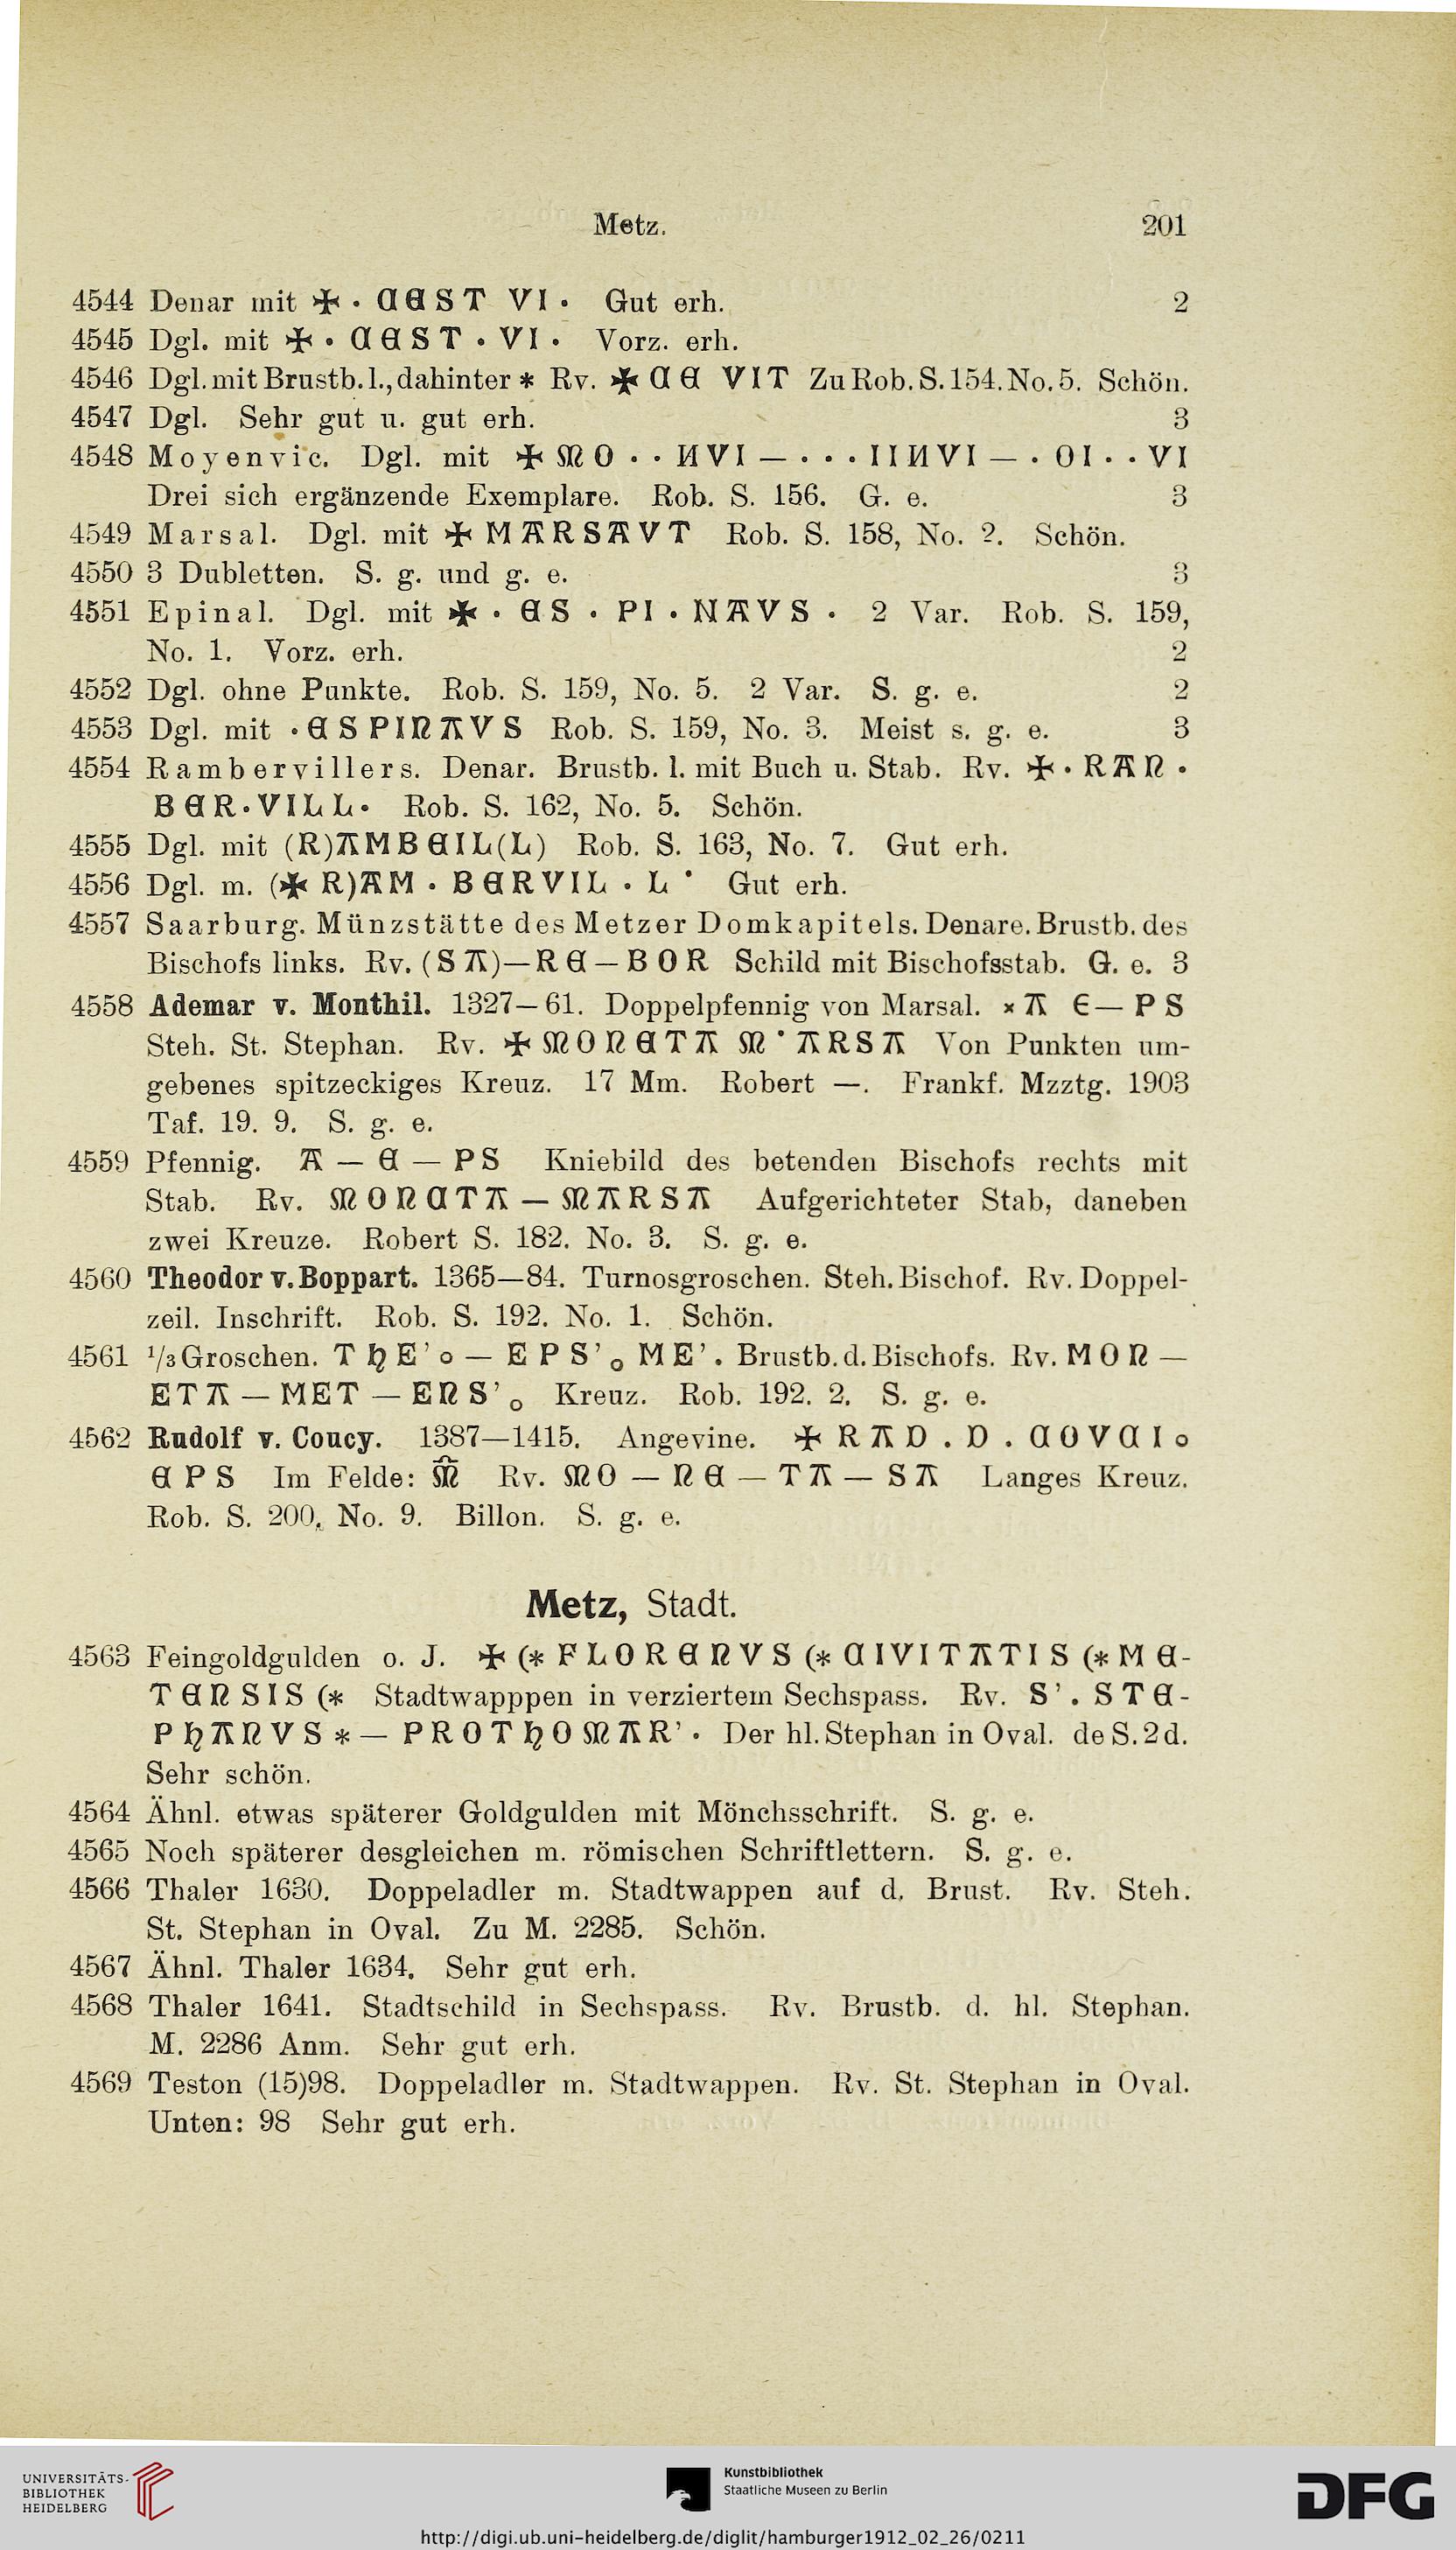 Metz. 201
4544 Denar mit ✠ · CEST VI · Gut erh. 2
4545 Dgl. mit ✠ · CEST · VI · Vorz. erh.
4546 Dgl. mit Brustb. l., dahinter * Rv. ✠ CE VIT Zu Rob. S. 154. No. 5. Schön.
4547 Dgl. Sehr gut u. gut erh. 3
4548 Moyenvic. Dgl. mit ✠ MO · · ИVI — · · · IIИVI — · OI · · VI
Drei sich ergänzende Exemplare. Rob. S. 156. G. e. 3
4549 Marsal. Dgl. mit ✠ MARSAVT Rob. S. 158, No. 2. Schön.
4550 3 Dubletten. S. g. und g. e. 3
4551 Epinal. Dgl. mit ✠ · ES · PI · NAVS · 2 Var. Rob. S. 159,
No. 1. Vorz. erh. 2
4552 Dgl. ohne Punkte. Rob. S. 159, No. 5. 2 Var. S. g. e. 2
4553 Dgl. mit · ESPINAVS Rob. S. 159, No. 3. Meist s. g. e. 3
4554 Rambervillers. Denar. Brustb. l. mit Buch u. Stab. Rv. ✠ · RAN ·
BER · VILL · Rob. S. 162, No. 5. Schön.
4555 Dgl. mit (R)AMBEIL(L) Rob. S. 163, No. 7. Gut erh.
4556 Dgl. m. (✠ R)AM · BERVIL · L ˙ Gut erh.
4557 Saarburg. Münzstätte des Metzer Domkapitels. Denare. Brustb. des
Bischofs links. Rv. (SA)—RE—BOR Schild mit Bischofsstab. G. e. 3
4558 Ademar v. Monthil. 1327—61. Doppelpfennig von Marsal. × A Є — PS
Steh. St. Stephan. Rv. ✠ MONETA M ˙ ARSA Von Punkten um-
gebenes spitzeckiges Kreuz. 17 Mm. Robert —. Frankf. Mzztg. 1903
Taf. 19. 9. S. g. e.
4559 Pfennig. A — E — PS Kniebild des betenden Bischofs rechts mit
Stab. Rv. MONCTA — MARSA Aufgerichteter Stab, daneben
zwei Kreuze. Robert S. 182. No. 3. S. g. e.
4560 Theodor v. Boppart. 1365—84. Turnosgroschen. Steh. Bischof. Rv. Doppel-
zeil. Inschrift. Rob. S. 192. No. 1. Schön.
4561 ⅓ Groschen. THE' o — EPS' o ME'. Brustb. d. Bischofs. Rv. MON —
ETA — MET — ENS' o Kreuz. Rob. 192. 2. S. g. e.
4562 Rudolf v. Coucy. 1387—1415. Angevine. ✠ RAD . D . COVCI o
EPS Im Felde: M Rv. MO — NE — TA — SA Langes Kreuz.
Rob. S. 200, No. 9. Billon. S. g. e.
Metz, Stadt.
4563 Feingoldgulden o. J. ✠ (* FLORENVS (* CIVITATIS (* ME-
TENSIS (* Stadtwapppen in verziertem Sechspass. Rv. S' . STE-
PHANVS * — PROTHOMAR' · Der hl. Stephan in Oval. de S. 2 d.
Sehr schön.
4564 Ähnl. etwas späterer Goldgulden mit Mönchsschrift. S. g. e.
4565 Noch späterer desgleichen m. römischen Schriftlettern. S. g. e.
4566 Thaler 1630. Doppeladler m. Stadtwappen auf d. Brust. Rv. Steh.
St. Stephan in Oval. Zu M. 2285. Schön.
4567 Ähnl. Thaler 1634. Sehr gut erh.
4568 Thaler 1641. Stadtschild in Sechspass. Rv. Brustb. d. hl. Stephan.
M. 2286 Anm. Sehr gut erh.
4569 Teston (15)98. Doppeladler m. Stadtwappen. Rv. St. Stephan in Oval.
Unten: 98 Sehr gut erh.
UNIVERSITÄTS-
BIBLIOTHEK
HEIDELBERG
Kunstbibliothek
Staatliche Museen zu Berlin
DFG
http://digi.ub.uni-heidelberg.de/diglit/hamburger1912_02_26/0211